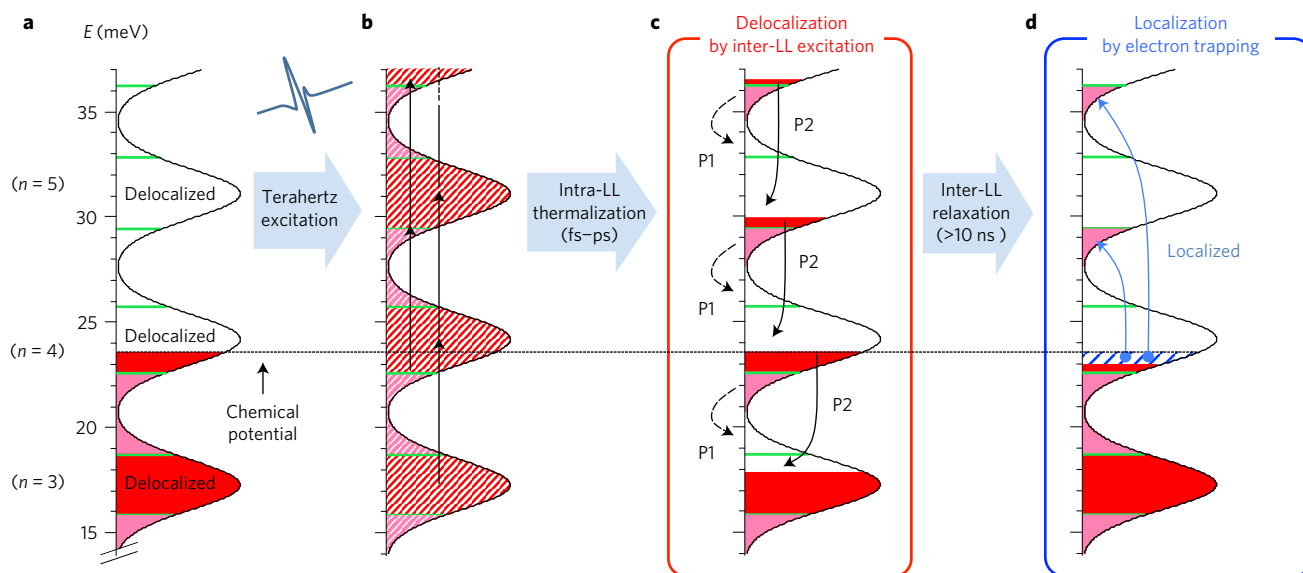 a
E (meV)
35
(n = 5)
30
25
(n = 4)
20
(n = 3)
15
Delocalized
Delocalized
Delocalized
Chemical
potential
Terahertz
excitation
b
Intra-LL
thermalization
(fs–ps)
c
Delocalization
by inter-LL excitation
P1
P2
P1
P2
P1
P2
Inter-LL
relaxation
(>10 ns )
d
Localization
by electron trapping
Localized